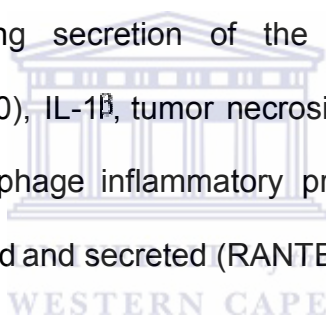 ng secretion of the
0), IL-1β, tumor necrosi
phage inflammatory pr
d and secreted (RANTE
WESTERN CAPE